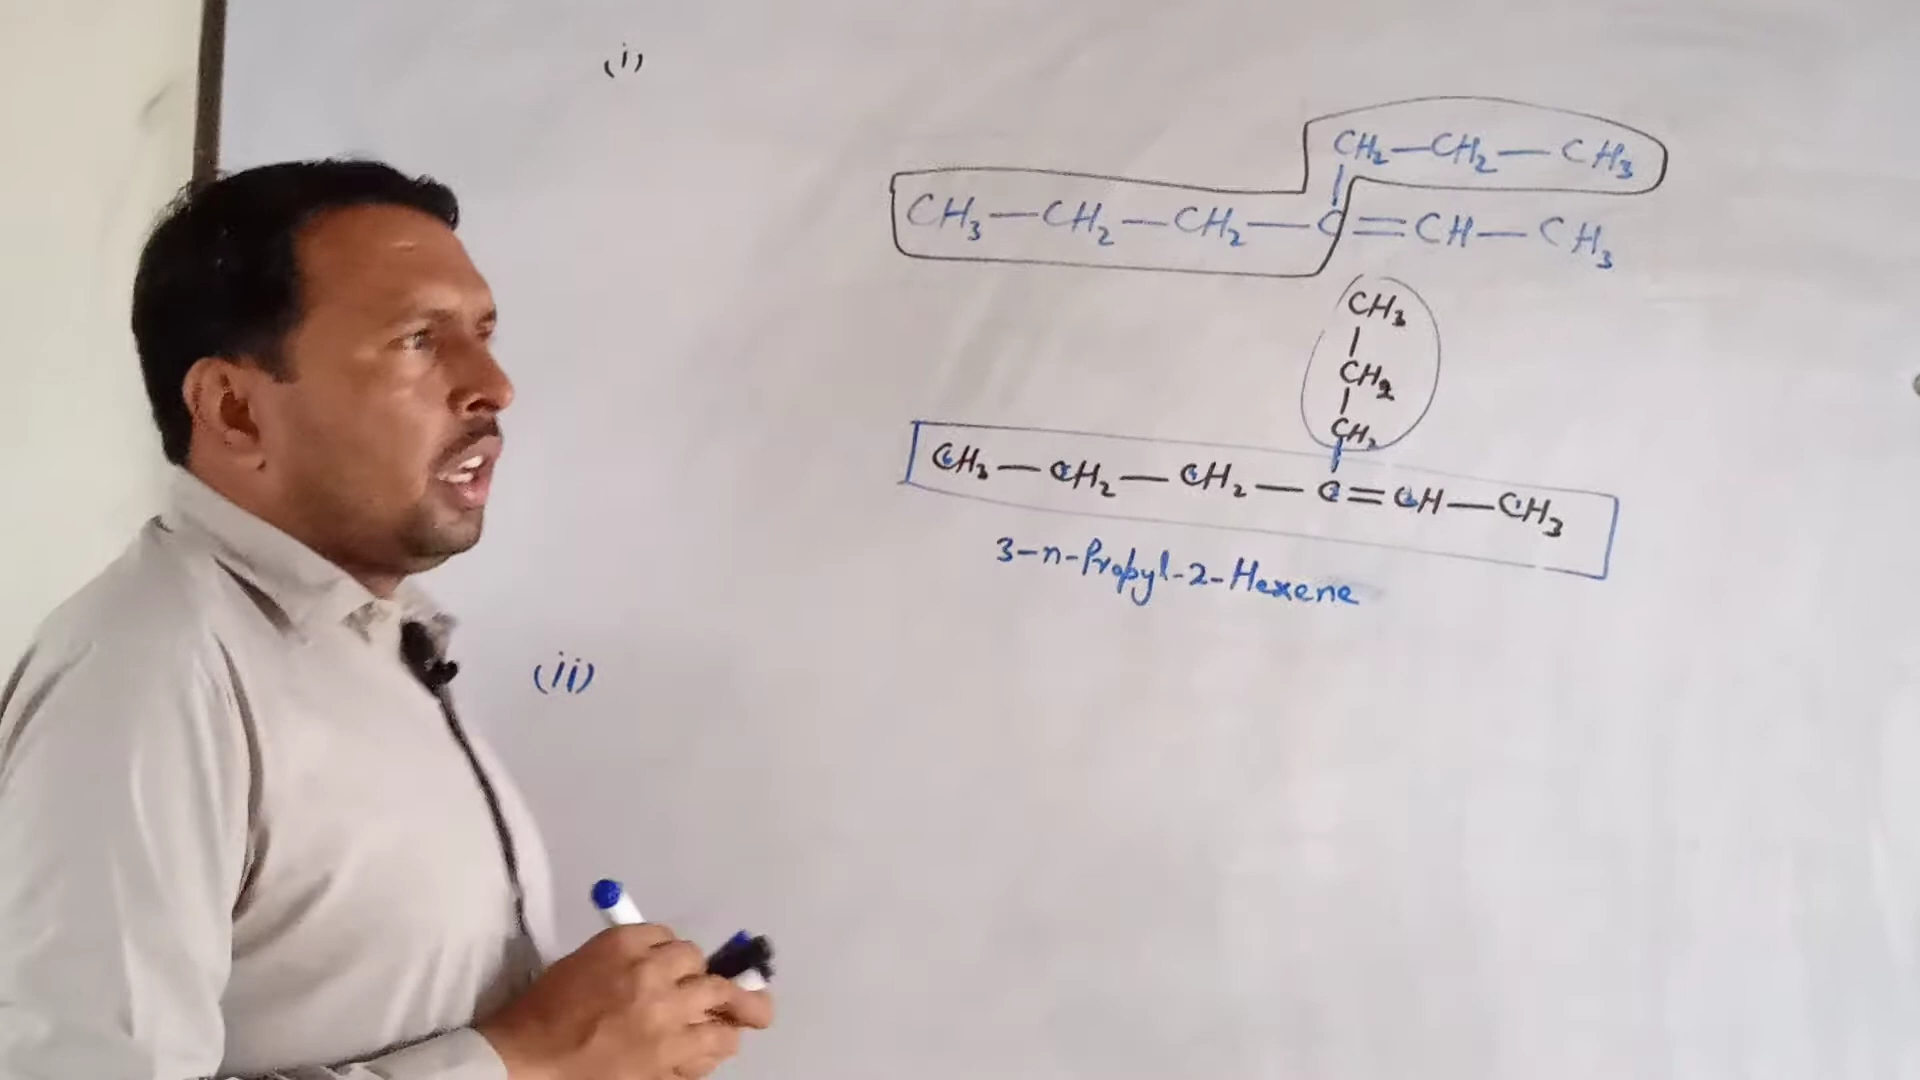 (i)
CH₂—CH₂—CH₃
|
CH₃—CH₂—CH₂—C=CH—CH₃
CH₃
|
CH₂
|
CH₂
|
CH₃—CH₂—CH₂—C=CH—CH₃
3-n-Propyl-2-Hexene
(ii)